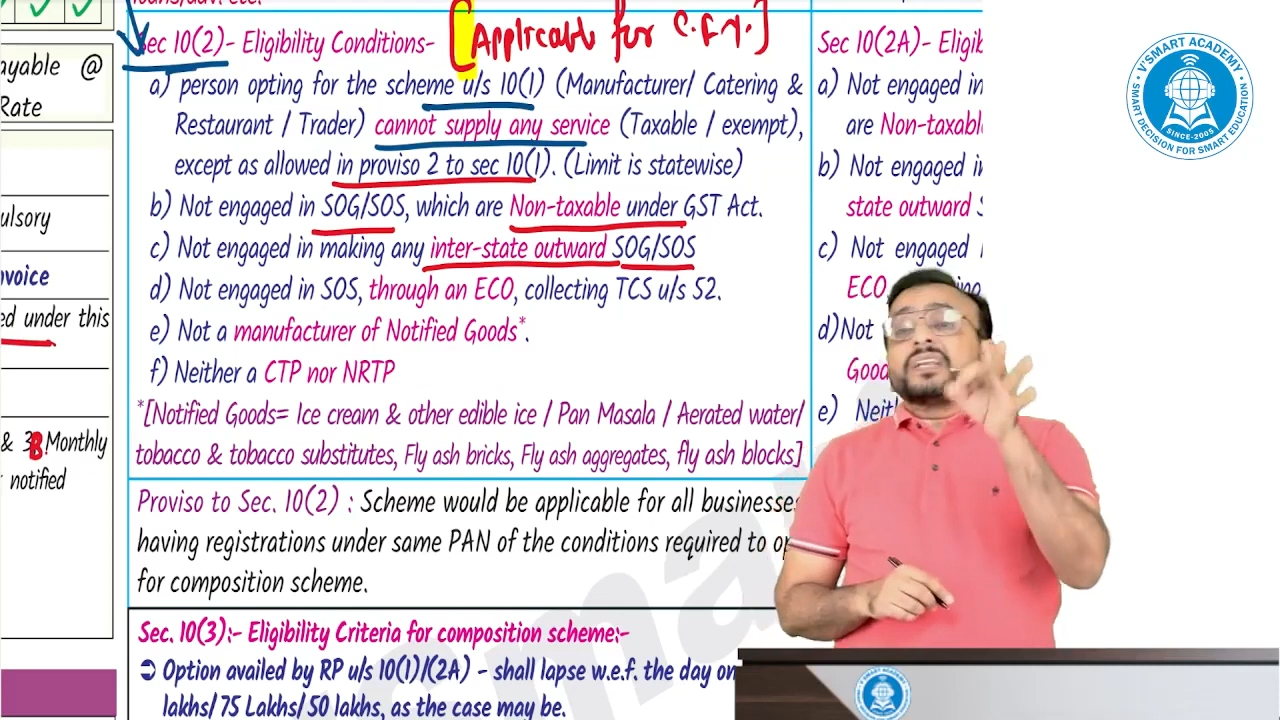 loans/adv. etc.
ayable @
Rate
ulsory
nvoice
ed under this
& 3B Monthly
notified
[Applicable for C.F.Y.]
Sec 10(2)- Eligibility Conditions-
a) person opting for the scheme u/s 10(1) (Manufacturer/ Catering &
Restaurant / Trader) cannot supply any service (Taxable / exempt),
except as allowed in proviso 2 to sec 10(1). (Limit is statewise)
b) Not engaged in SOG/SOS, which are Non-taxable under GST Act.
c) Not engaged in making any inter-state outward SOG/SOS
d) Not engaged in SOS, through an ECO, collecting TCS u/s 52.
e) Not a manufacturer of Notified Goods*.
f) Neither a CTP nor NRTP
*[Notified Goods= Ice cream & other edible ice / Pan Masala / Aerated water/
tobacco & tobacco substitutes, Fly ash bricks, Fly ash aggregates, fly ash blocks]
Proviso to Sec. 10(2) : Scheme would be applicable for all businesses
having registrations under same PAN of the conditions required to op
for composition scheme.
Sec. 10(3):- Eligibility Criteria for composition scheme:-
➲ Option availed by RP u/s 10(1)/(2A) – shall lapse w.e.f. the day on
lakhs/ 75 Lakhs/ 50 lakhs, as the case may be.
Sec 10(2A)- Eligib
a) Not engaged in
are Non-taxabl
b) Not engaged in
state outward S
c) Not engaged
ECO,
d)Not
Good
e) Neit
V'SMART ACADEMY
SINCE-2005
SMART DECISION FOR SMART EDUCATION